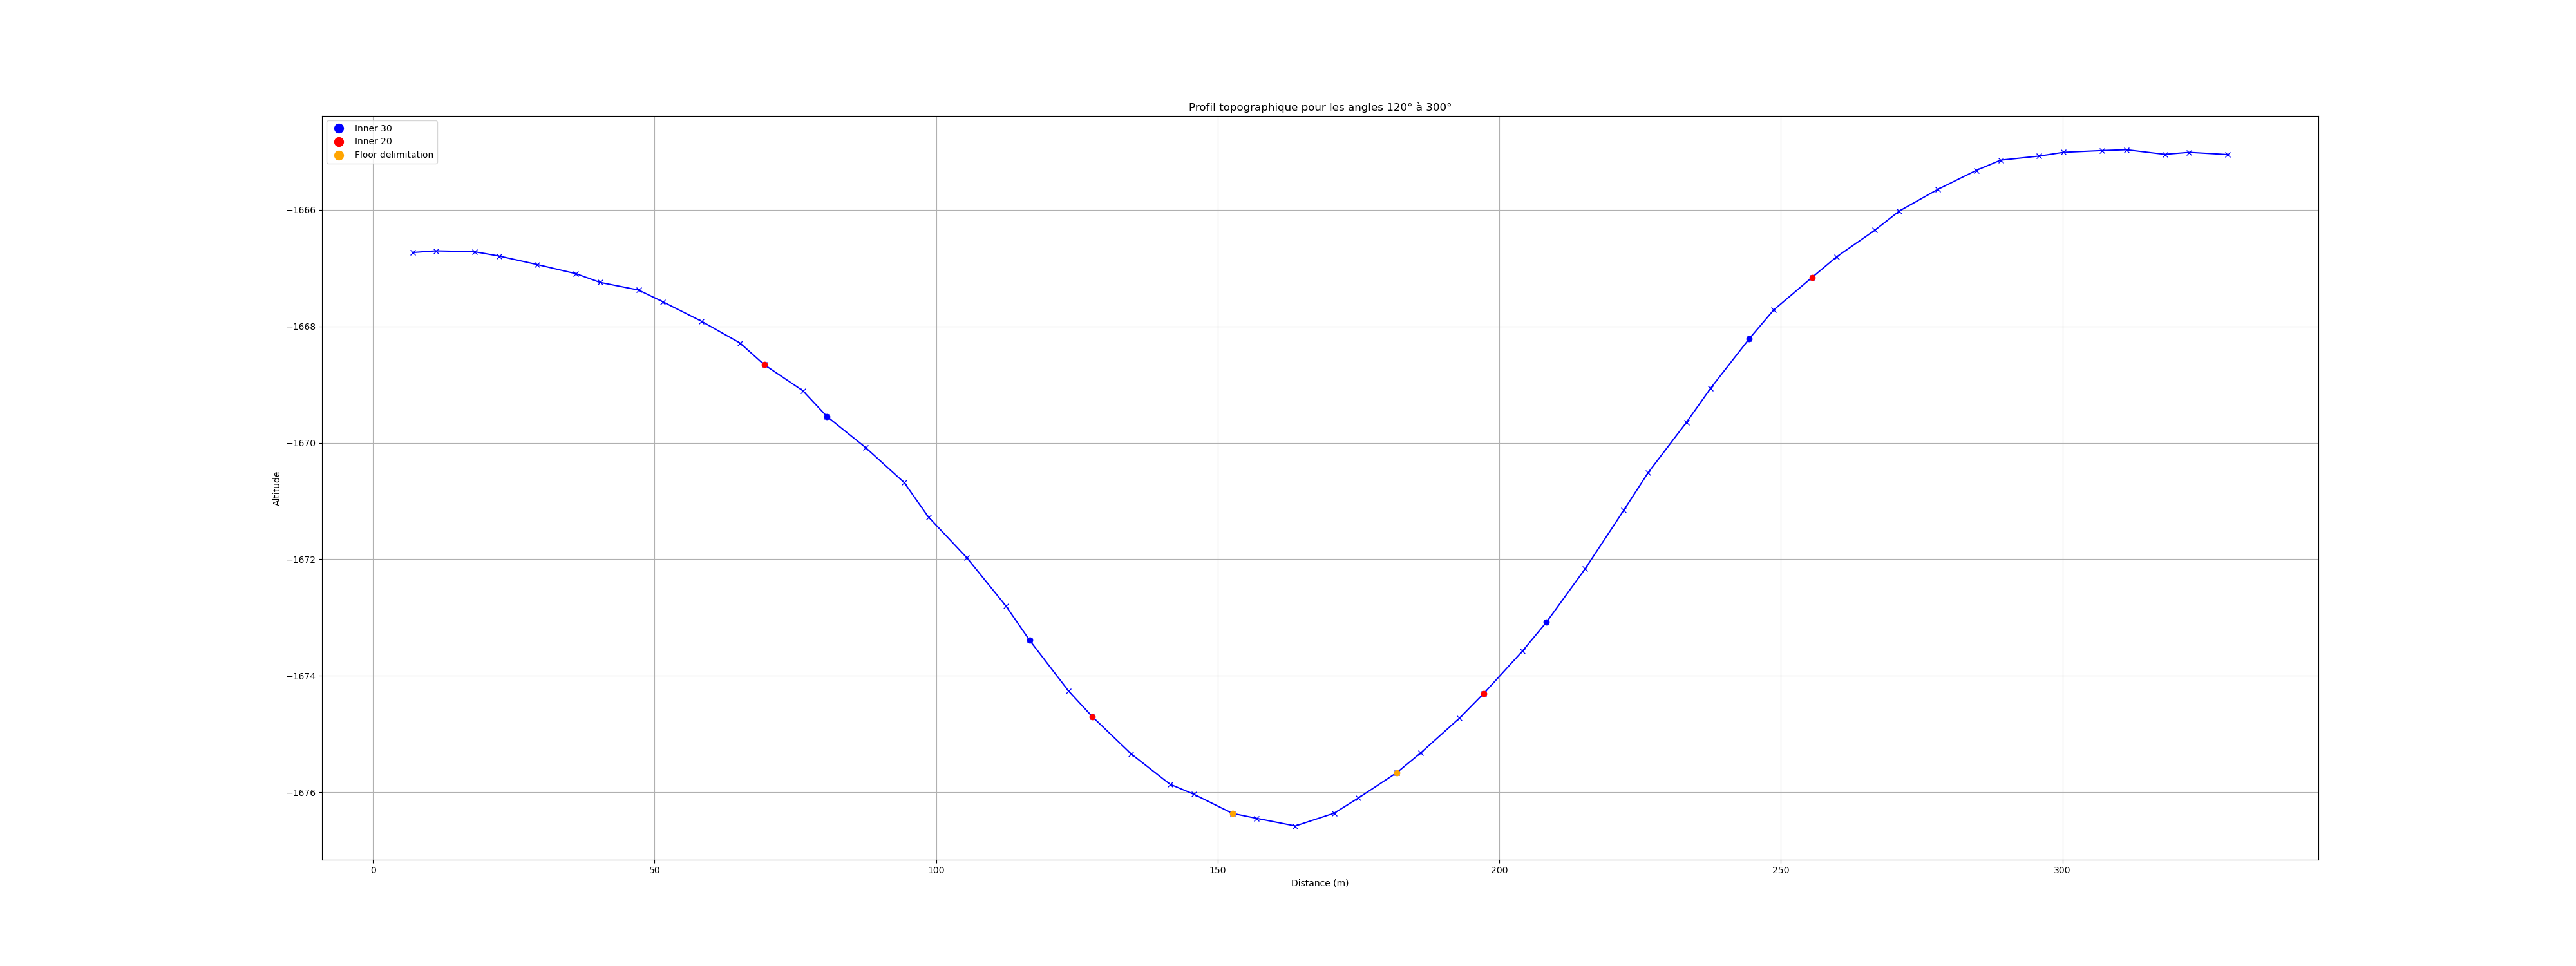 Profil topographique pour les angles 120° à 300°
Inner 30
Inner 20
Floor delimitation
−1666
−1668
−1670
−1672
−1674
−1676
Altitude
0 50 100 150 200 250 300
Distance (m)